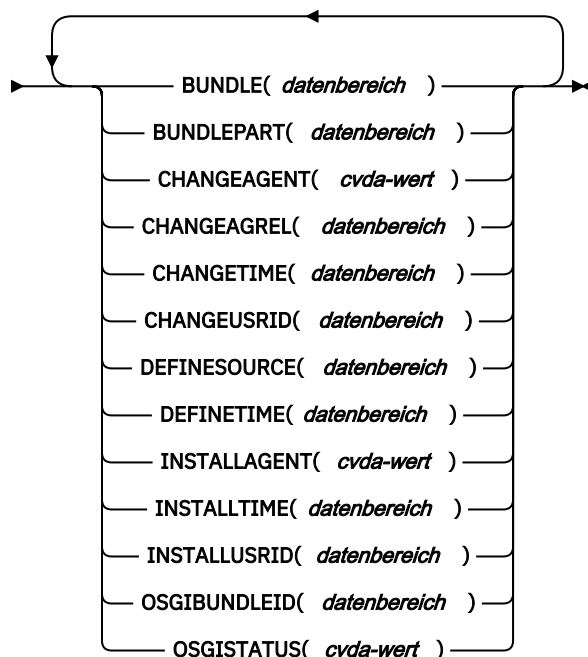 BUNDLE( datenbereich )
BUNDLEPART( datenbereich )
CHANGEAGENT( cvda-wert )
CHANGEAGREL( datenbereich )
CHANGETIME( datenbereich )
CHANGEUSRID( datenbereich )
DEFINESOURCE( datenbereich )
DEFINETIME( datenbereich )
INSTALLAGENT( cvda-wert )
INSTALLTIME( datenbereich )
INSTALLUSRID( datenbereich )
OSGIBUNDLEID( datenbereich )
OSGISTATUS( cvda-wert )